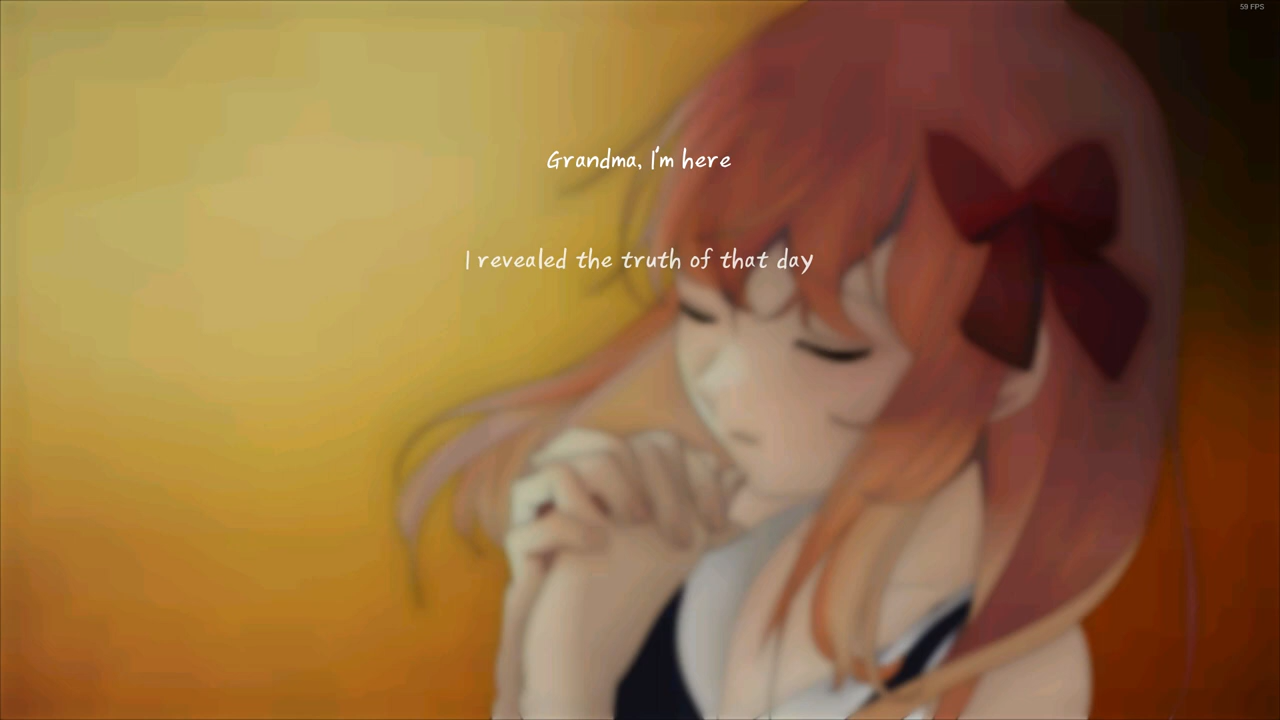 59 FPS
Grandma, I'm here
I revealed the truth of that day